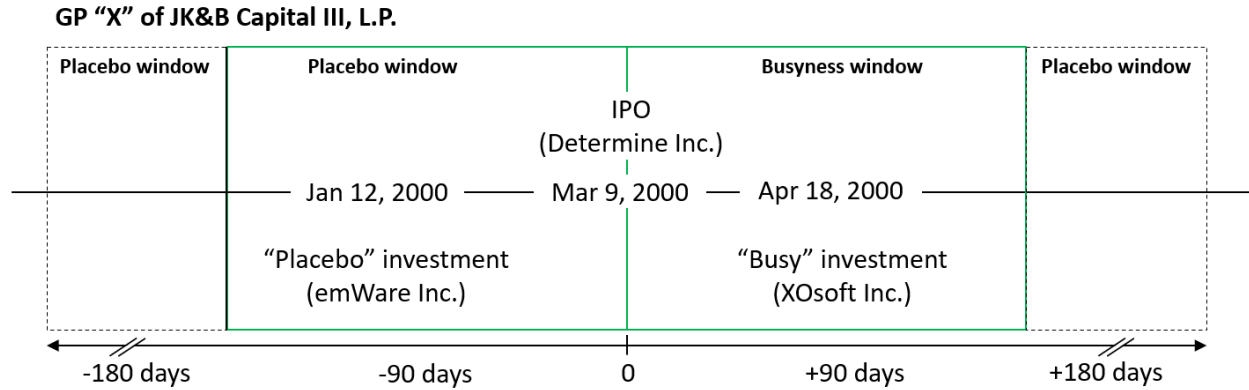 GP “X” of JK&B Capital III, L.P.
Placebo window
Placebo window
Busyness window
Placebo window
IPO
(Determine Inc.)
Jan 12, 2000
Mar 9, 2000
Apr 18, 2000
“Placebo” investment
(emWare Inc.)
“Busy” investment
(XOsoft Inc.)
-180 days
-90 days
0
+90 days
+180 days